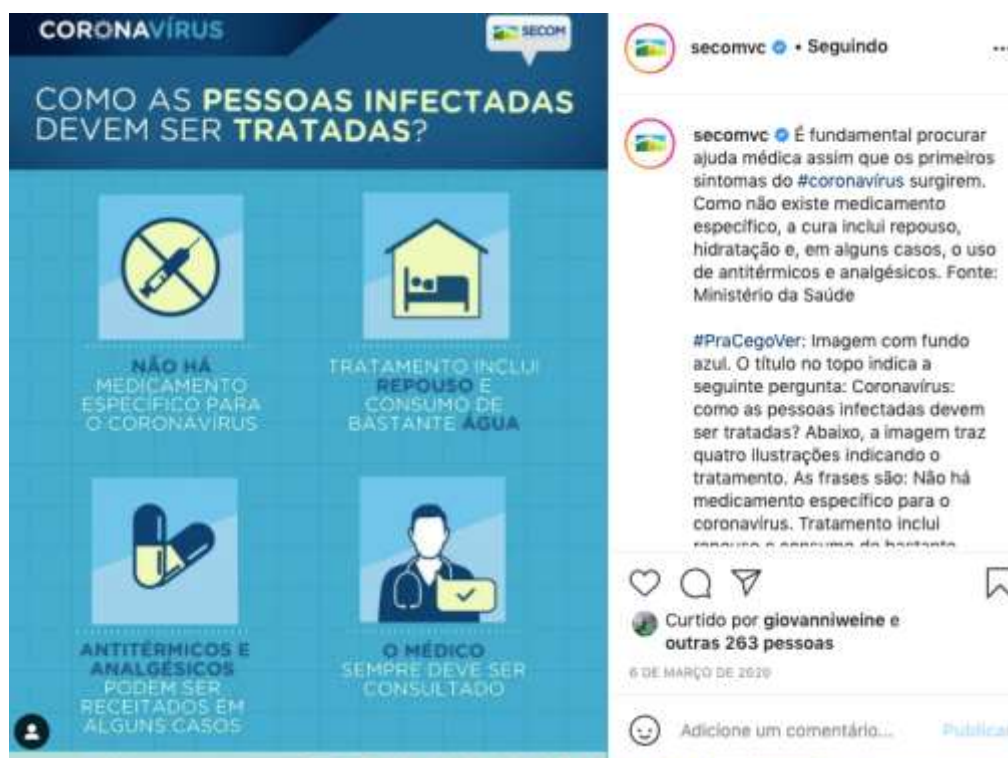 CORONAVÍRUS
SECOM
COMO AS PESSOAS INFECTADAS
DEVEM SER TRATADAS?
NÃO HÁ
MEDICAMENTO
ESPECÍFICO PARA
O CORONAVÍRUS
TRATAMENTO INCLUI
REPOUSO E
CONSUMO DE
BASTANTE ÁGUA
ANTITÉRMICOS E
ANALGÉSICOS
PODEM SER
RECEITADOS EM
ALGUNS CASOS
O MÉDICO
SEMPRE DEVE SER
CONSULTADO
secomvc • Seguindo
secomvc É fundamental procurar
ajuda médica assim que os primeiros
sintomas do #coronavírus surgirem.
Como não existe medicamento
específico, a cura inclui repouso,
hidratação e, em alguns casos, o uso
de antitérmicos e analgésicos. Fonte:
Ministério da Saúde
#PraCegoVer: Imagem com fundo
azul. O título no topo indica a
seguinte pergunta: Coronavírus:
como as pessoas infectadas devem
ser tratadas? Abaixo, a imagem traz
quatro ilustrações indicando o
tratamento. As frases são: Não há
medicamento específico para o
coronavírus. Tratamento inclui
repouso e consumo de bastante
Curtido por giovanniweine e
outras 263 pessoas
6 DE MARÇO DE 2020
Adicione um comentário...
Publicar